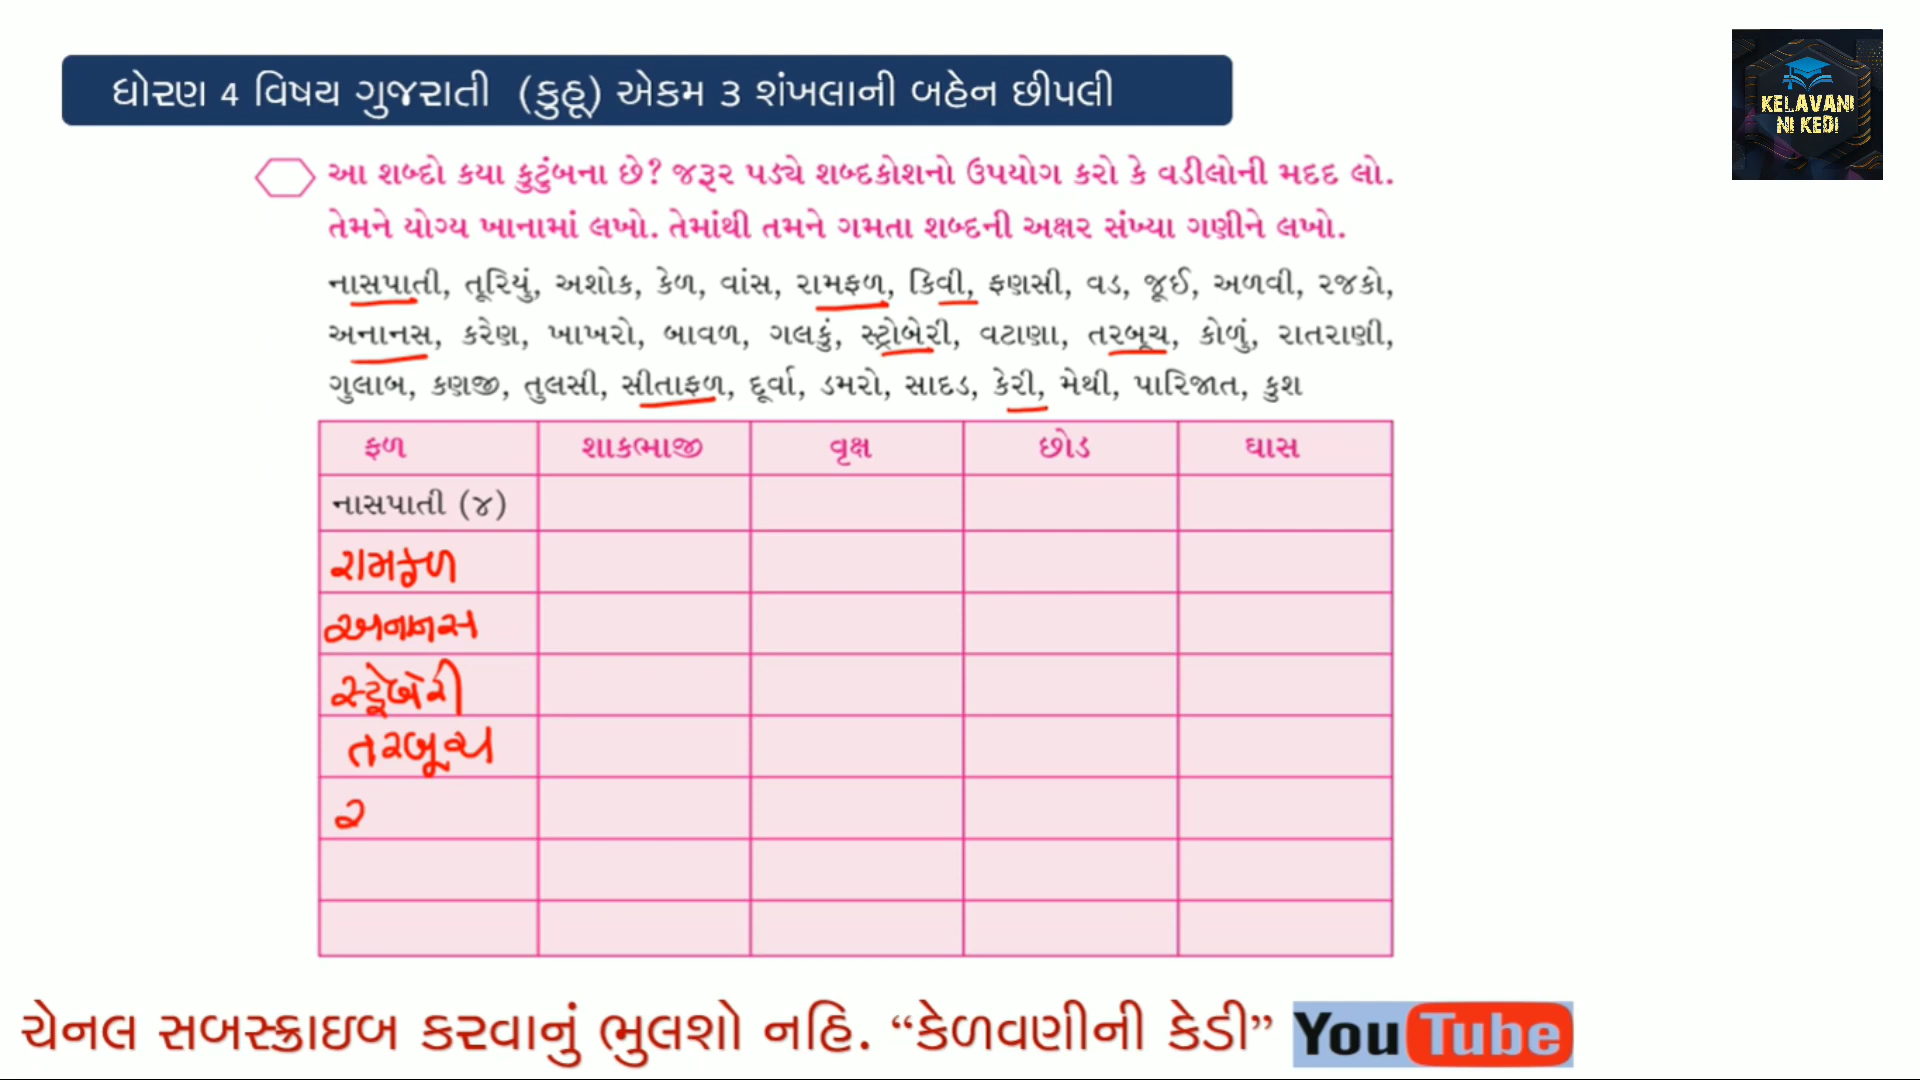 ધોરણ 4 વિષય ગુજરાતી (કુહૂ) એકમ 3 શંખલાની બહેન છીપલી
KELAVANI
NI KEDI
આ શબ્દો કયા કુટુંબના છે? જરૂર પડ્યે શબ્દકોશનો ઉપયોગ કરો કે વડીલોની મદદ લો.
તેમને યોગ્ય ખાનામાં લખો. તેમાંથી તમને ગમતા શબ્દની અક્ષર સંખ્યા ગણીને લખો.
નાસપાતી, તૂરિયું, અશોક, કેળ, વાંસ, રામફળ, કિવી, ફણસી, વડ, જૂઈ, અળવી, રજકો,
અનાનસ, કરેણ, ખાખરો, બાવળ, ગલકું, સ્ટ્રોબેરી, વટાણા, તરબૂચ, કોળું, રાતરાણી,
ગુલાબ, કણજી, તુલસી, સીતાફળ, દૂર્વા, ડમરો, સાદડ, કેરી, મેથી, પારિજાત, કુશ
ફળ શાકભાજી વૃક્ષ છોડ ઘાસ
નાસપાતી (૪)
રામફળ
અનાનસ
સ્ટ્રેબેરી
તરબૂચ
ર
ચેનલ સબસ્ક્રાઇબ કરવાનું ભુલશો નહિ. “કેળવણીની કેડી” YouTube